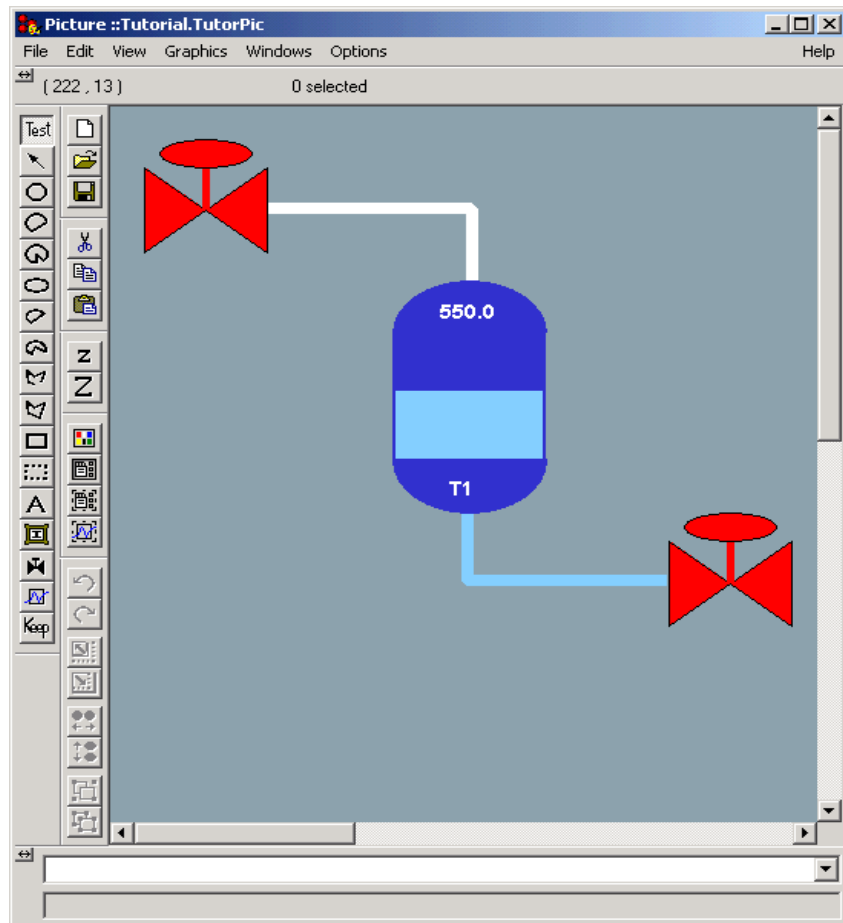 Picture ::Tutorial.TutorPic
File Edit View Graphics Windows Options Help
( 222 , 13 ) 0 selected
Test
z
Z
A
Keep
550.0
T1